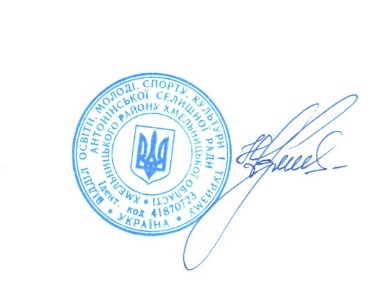 ВІДДІЛ ОСВІТИ, МОЛОДІ, СПОРТУ, КУЛЬТУРИ І ТУРИЗМУ
АНТОНІНСЬКОЇ СЕЛИЩНОЇ РАДИ
ХМЕЛЬНИЦЬКОГО РАЙОНУ ХМЕЛЬНИЦЬКОЇ ОБЛАСТІ
Ідент. код 41870723
* УКРАЇНА *